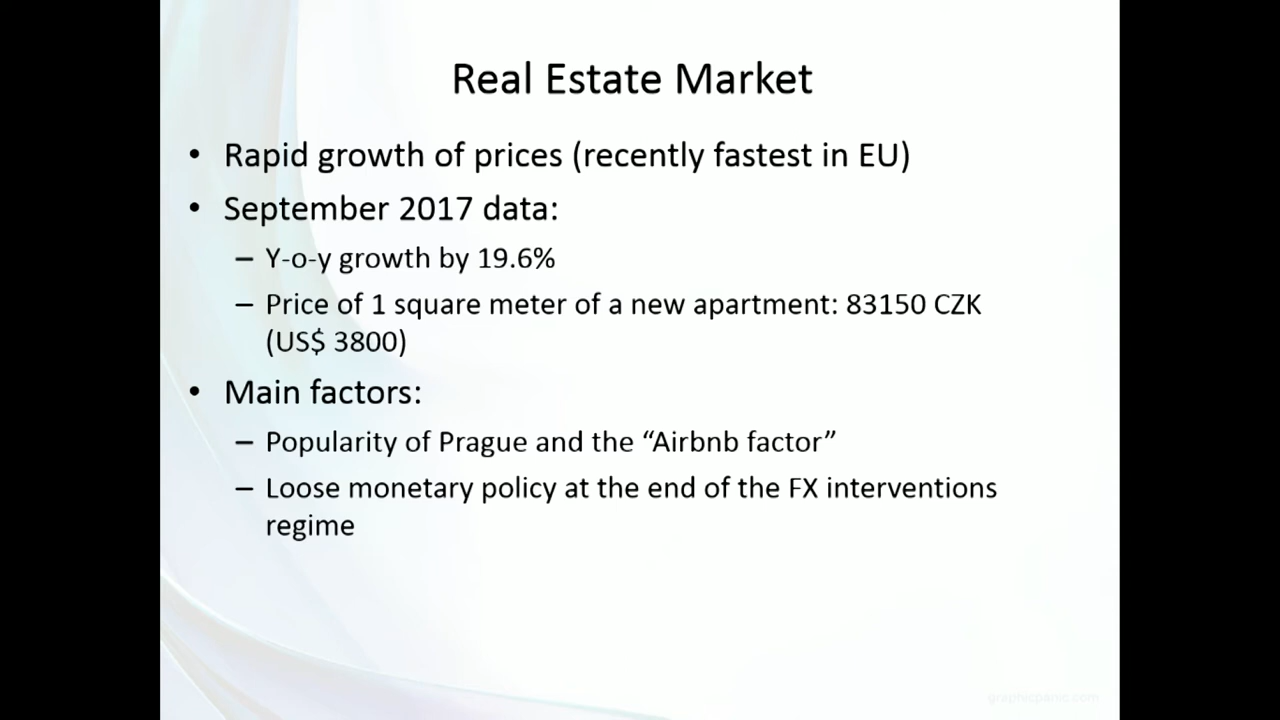 Real Estate Market
• Rapid growth of prices (recently fastest in EU)
• September 2017 data:
– Y-o-y growth by 19.6%
– Price of 1 square meter of a new apartment: 83150 CZK
(US$ 3800)
• Main factors:
– Popularity of Prague and the “Airbnb factor”
– Loose monetary policy at the end of the FX interventions
regime
graphicpanic.com